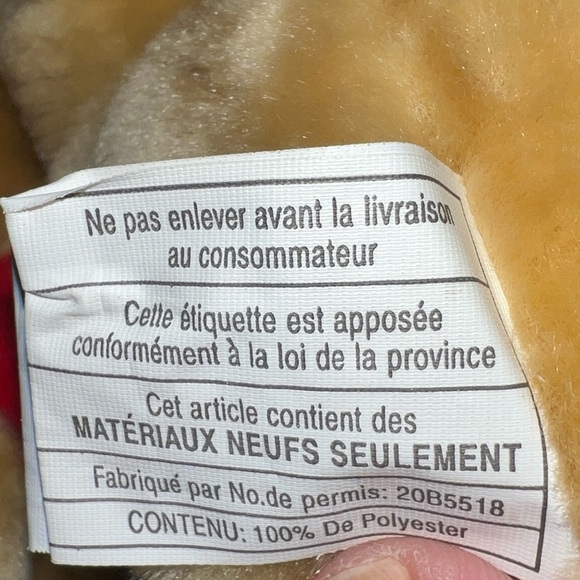 Ne pas enlever avant la livraison
au consommateur
Cette étiquette est apposée
conformément à la loi de la province
Cet article contient des
MATÉRIAUX NEUFS SEULEMENT
Fabriqué par No.de permis: 20B5518
CONTENU: 100% De Polyester